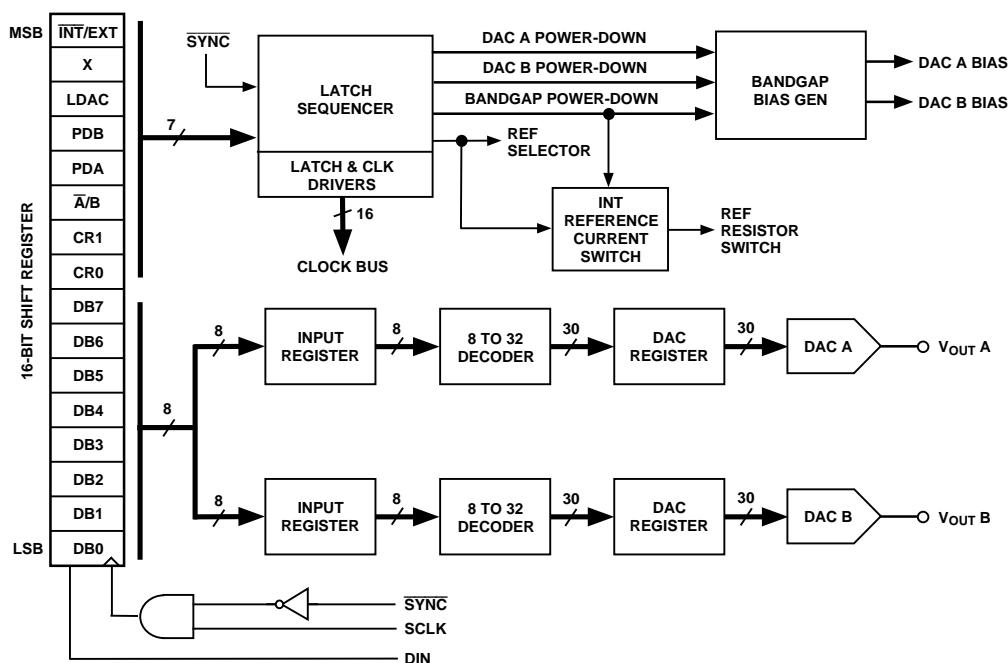 MSB
I̅N̅T̅/EXT
X
LDAC
PDB
PDA
A̅/B
CR1
CR0
DB7
DB6
DB5
DB4
DB3
DB2
DB1
LSB
DB0
16-BIT SHIFT REGISTER
7
S̅Y̅N̅C̅
LATCH
SEQUENCER
LATCH & CLK
DRIVERS
16
CLOCK BUS
DAC A POWER-DOWN
DAC B POWER-DOWN
BANDGAP POWER-DOWN
REF
SELECTOR
BANDGAP
BIAS GEN
DAC A BIAS
DAC B BIAS
INT
REFERENCE
CURRENT
SWITCH
REF
RESISTOR
SWITCH
8
8
INPUT
REGISTER
8
8 TO 32
DECODER
30
DAC
REGISTER
30
DAC A
VOUT A
8
INPUT
REGISTER
8
8 TO 32
DECODER
30
DAC
REGISTER
30
DAC B
VOUT B
S̅Y̅N̅C̅
SCLK
DIN